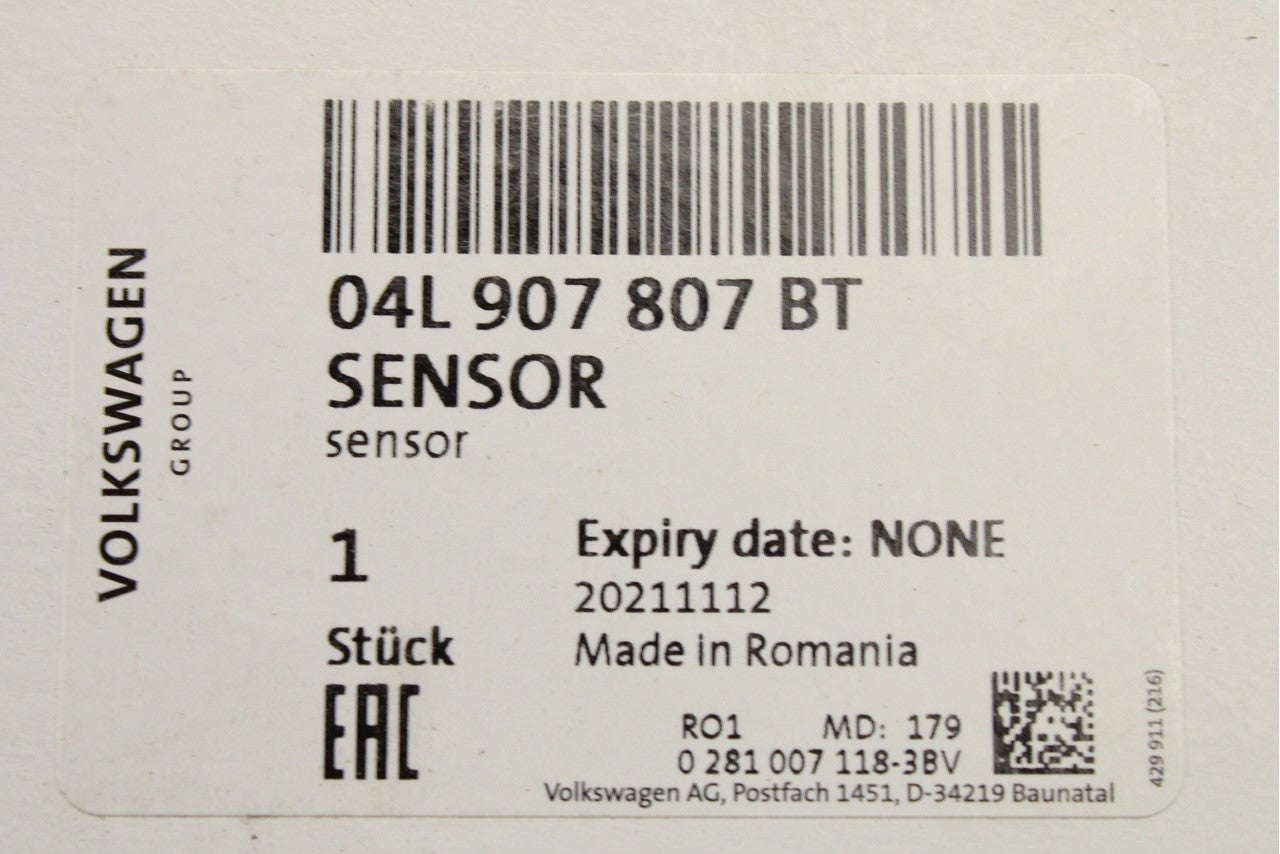 VOLKSWAGEN
GROUP
04L 907 807 BT
SENSOR
sensor
1
Stück
EAC
Expiry date: NONE
20211112
Made in Romania
RO1 MD: 179
0 281 007 118-3BV
Volkswagen AG, Postfach 1451, D-34219 Baunatal
429 911 (216)